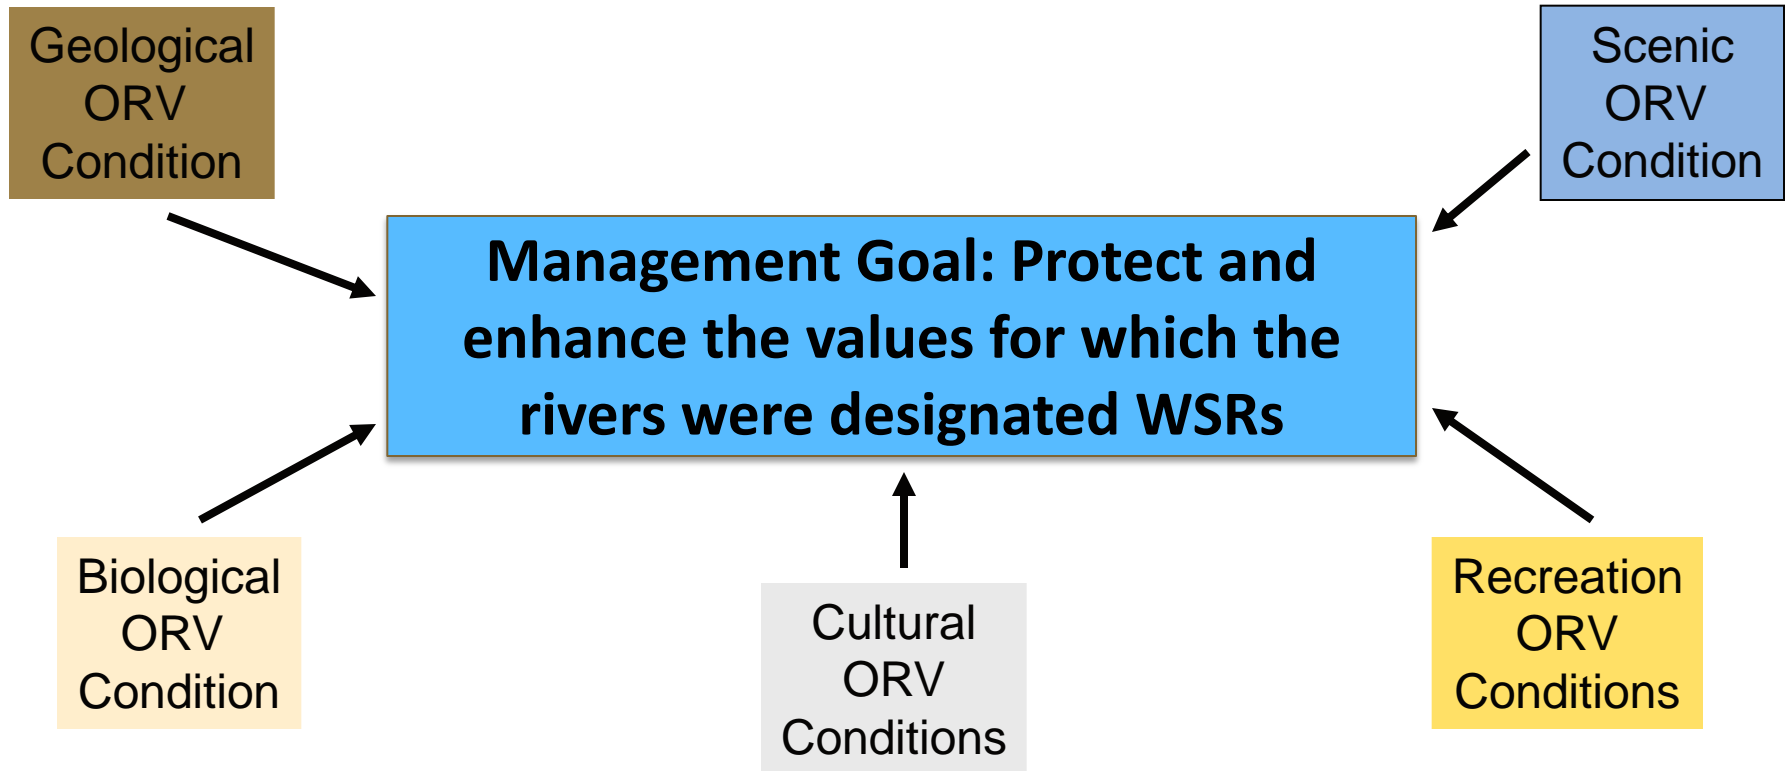 Geological
ORV
Condition
Scenic
ORV
Condition
Management Goal: Protect and
enhance the values for which the
rivers were designated WSRs
Biological
ORV
Condition
Cultural
ORV
Conditions
Recreation
ORV
Conditions